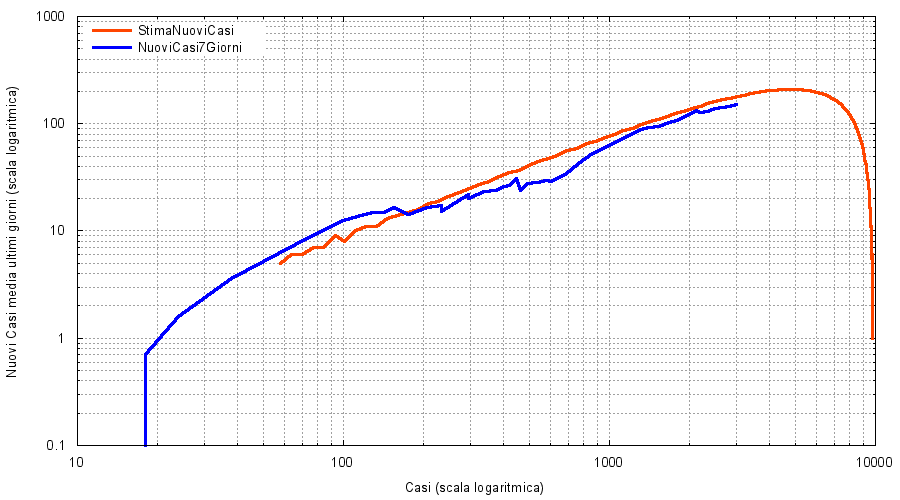 1000
StimaNuoviCasi
NuoviCasi7Giorni
100
10
1
0.1
10
100
1000
10000
Nuovi Casi media ultimi giorni (scala logaritmica)
Casi (scala logaritmica)